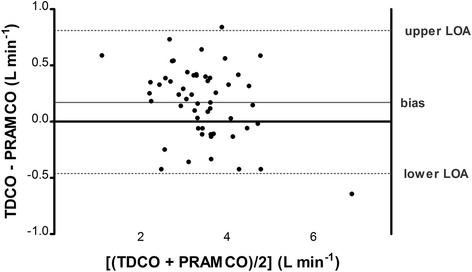 1.0
upper LOA
0.5
bias
0.0
-0.5
lower LOA
-1.0
TDCO - PRAMCO (L min⁻¹)
2 4 6
[(TDCO + PRAMCO)/2] (L min⁻¹)